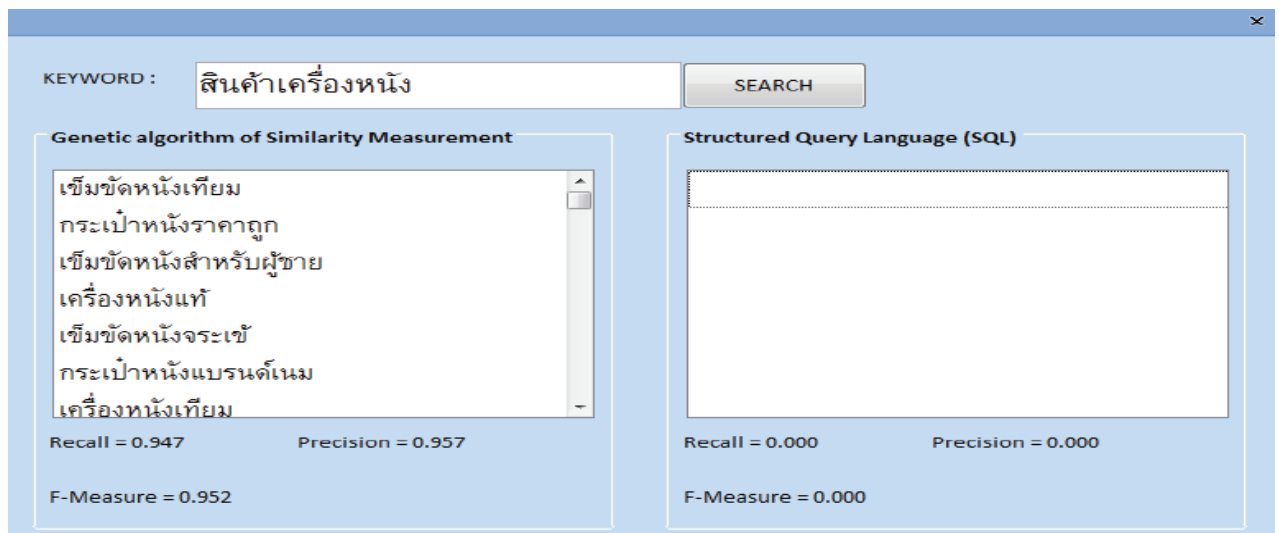 KEYWORD : สินค้าเครื่องหนัง SEARCH
Genetic algorithm of Similarity Measurement
เข็มขัดหนังเทียม
กระเป๋าหนังราคาถูก
เข็มขัดหนังสำหรับผู้ชาย
เครื่องหนังแท้
เข็มขัดหนังจระเข้
กระเป๋าหนังแบรนด์เนม
เครื่องหนังเทียม
Recall = 0.947 Precision = 0.957
F-Measure = 0.952
Structured Query Language (SQL)
Recall = 0.000 Precision = 0.000
F-Measure = 0.000